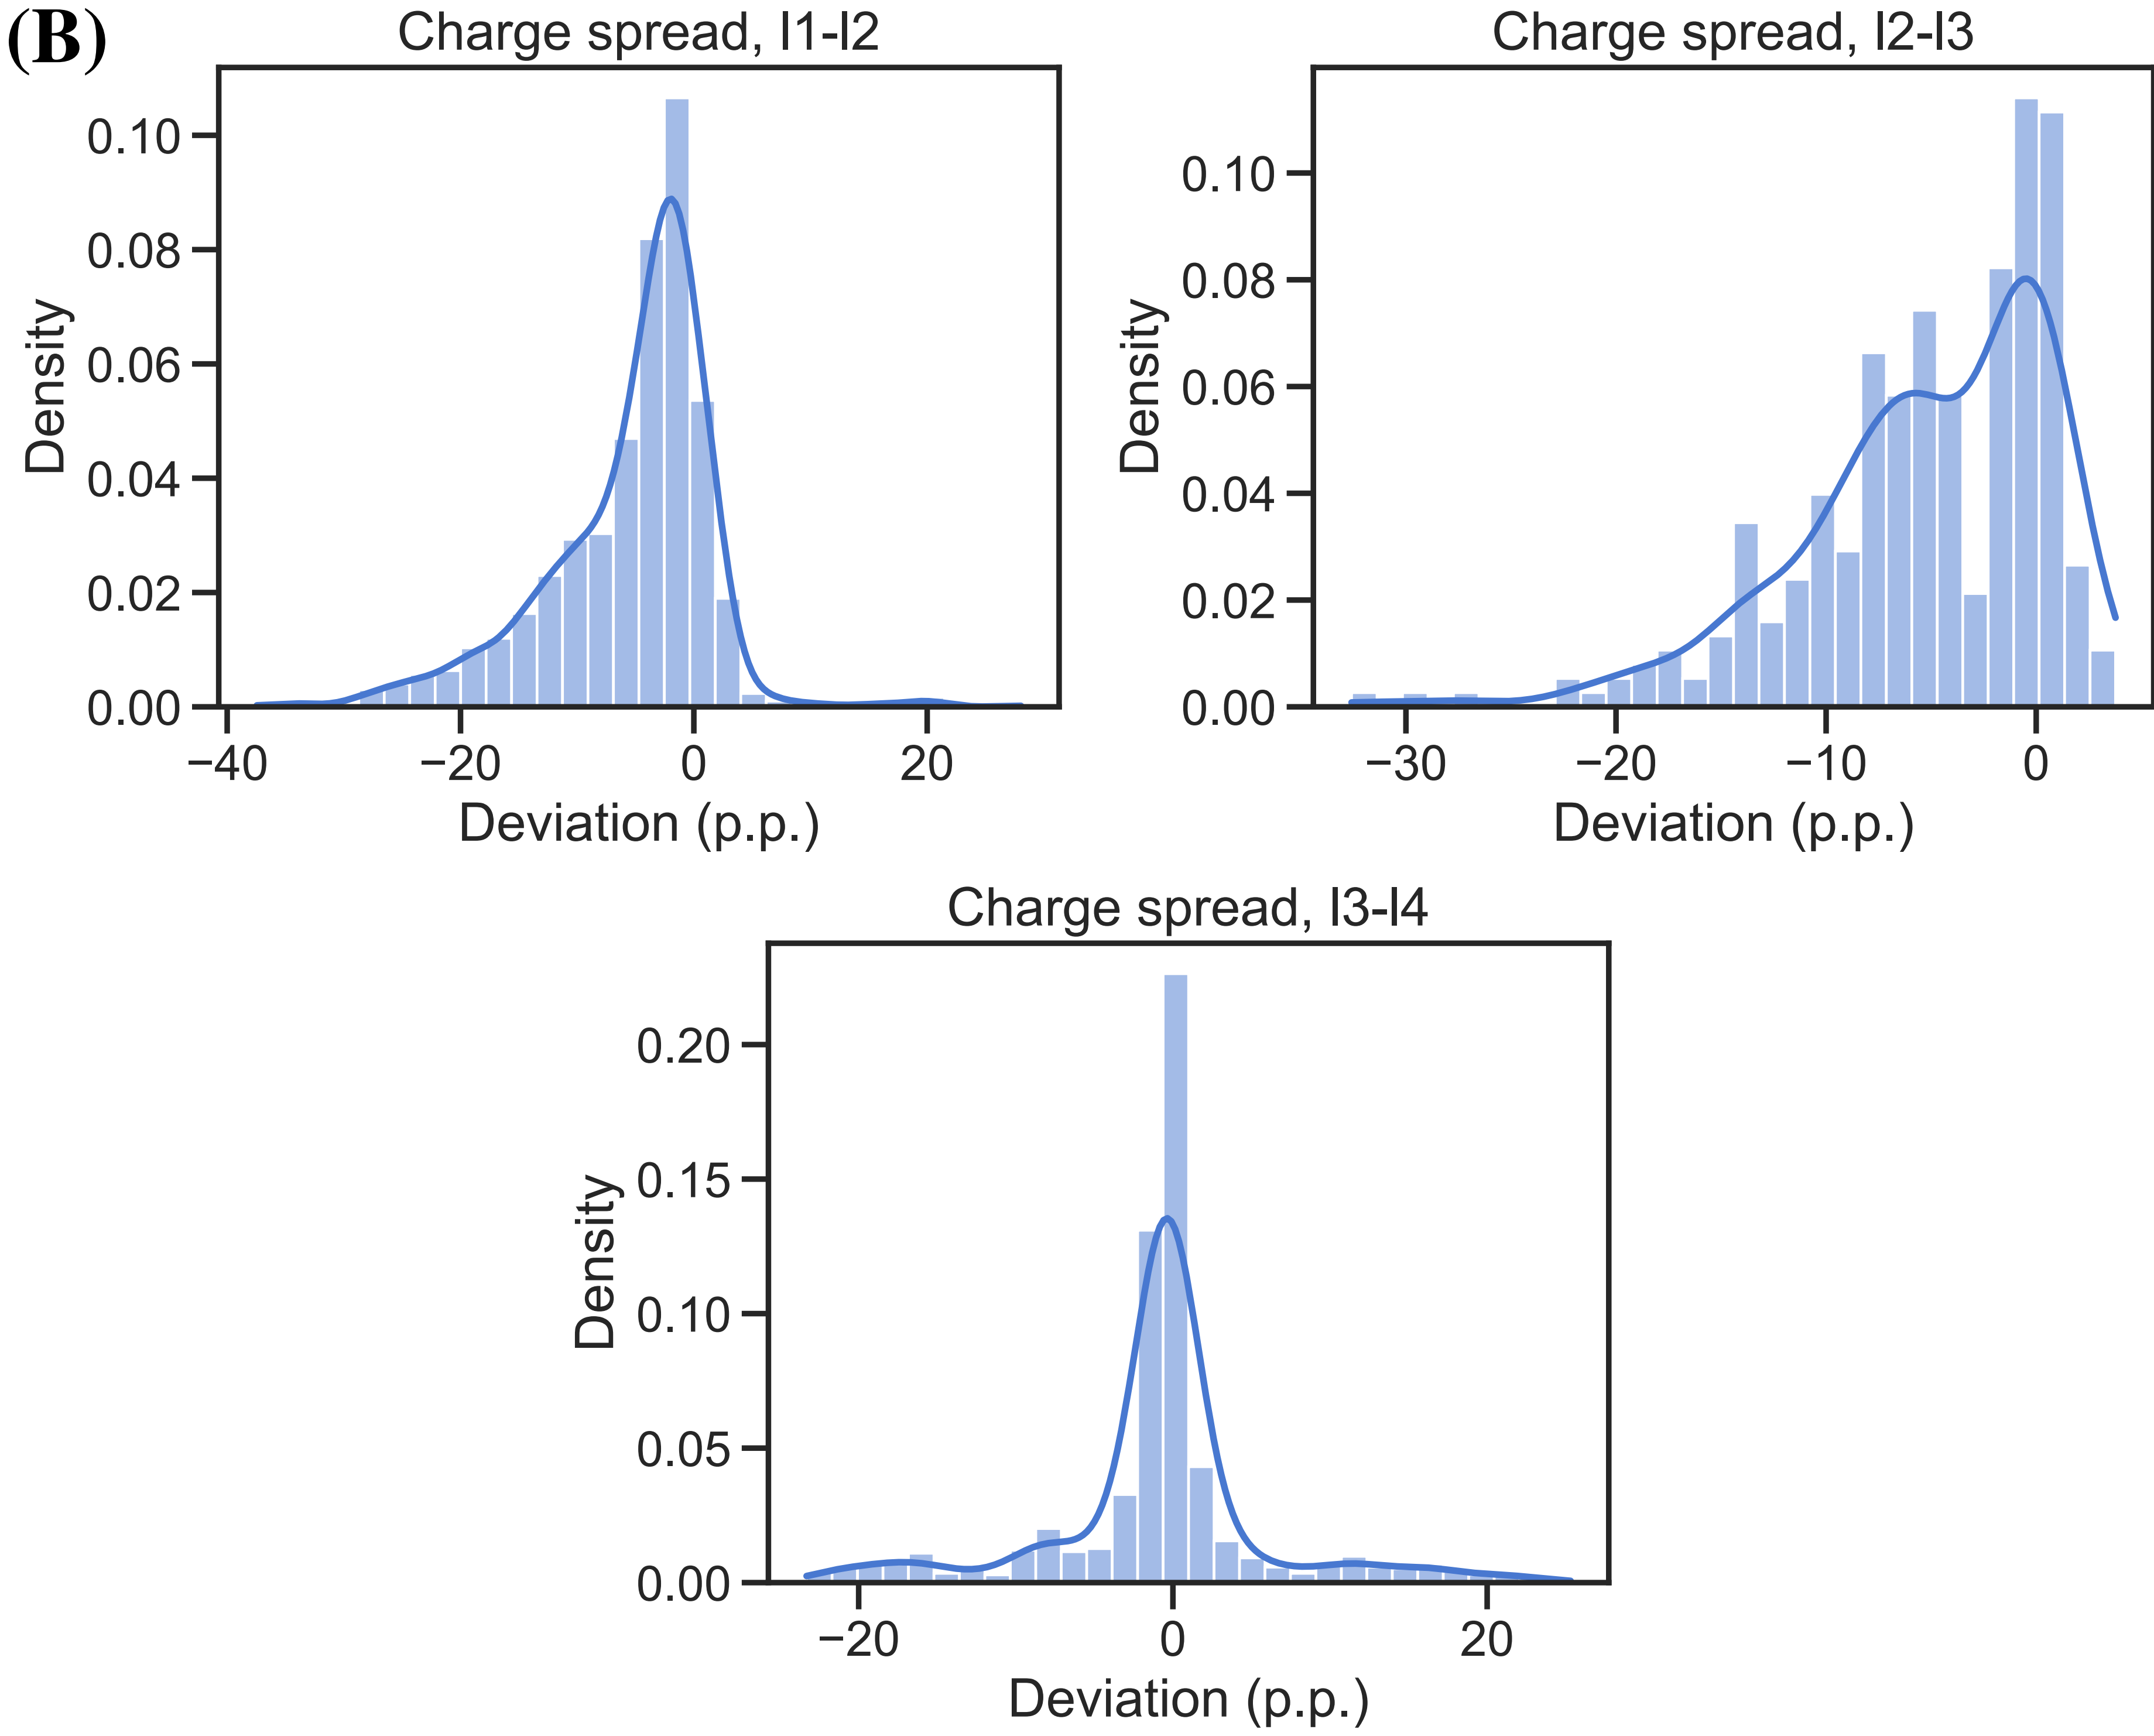 (B)
Charge spread, I1-I2
Density
0.10
0.08
0.06
0.04
0.02
0.00
−40 −20 0 20
Deviation (p.p.)
Charge spread, I2-I3
Density
0.10
0.08
0.06
0.04
0.02
0.00
−30 −20 −10 0
Deviation (p.p.)
Charge spread, I3-I4
Density
0.20
0.15
0.10
0.05
0.00
−20 0 20
Deviation (p.p.)